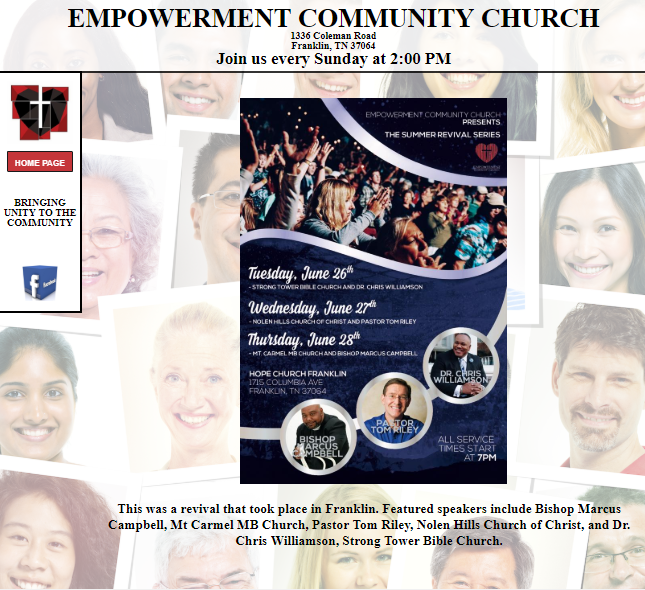 EMPOWERMENT COMMUNITY CHURCH
1336 Coleman Road
Franklin, TN 37064
Join us every Sunday at 2:00 PM
HOME PAGE
BRINGING
UNITY TO THE
COMMUNITY
facebook
EMPOWERMENT COMMUNITY CHURCH
PRESENTS
THE SUMMER REVIVAL SERIES
Tuesday, June 26th
- STRONG TOWER BIBLE CHURCH AND DR. CHRIS WILLIAMSON
Wednesday, June 27th
- NOLEN HILLS CHURCH OF CHRIST AND PASTOR TOM RILEY
Thursday, June 28th
- MT CARMEL MB CHURCH AND BISHOP MARCUS CAMPBELL
HOPE CHURCH FRANKLIN
1715 COLUMBIA AVE
FRANKLIN, TN 37064
DR. CHRIS
WILLIAMSON
PASTOR
TOM RILEY
BISHOP
MARCUS
CAMPBELL
ALL SERVICE
TIMES START
AT 7PM
This was a revival that took place in Franklin. Featured speakers include Bishop Marcus
Campbell, Mt Carmel MB Church, Pastor Tom Riley, Nolen Hills Church of Christ, and Dr.
Chris Williamson, Strong Tower Bible Church.